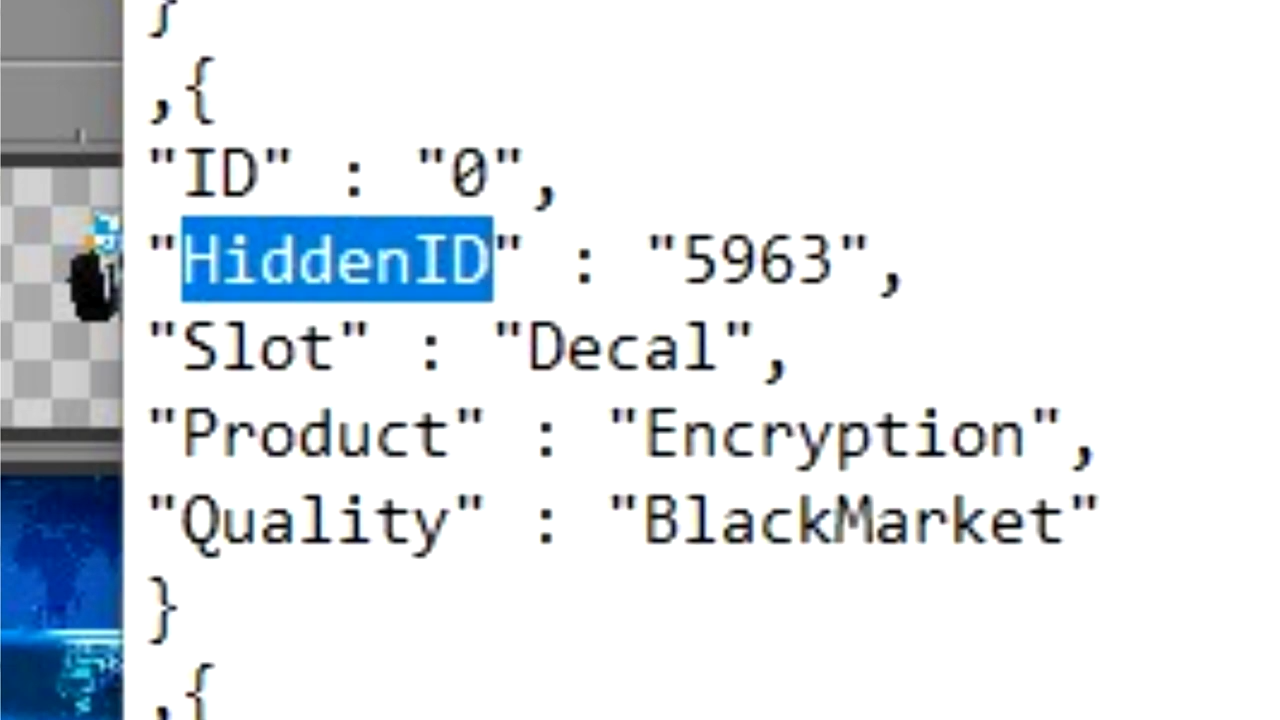 }
,{
"ID" : "0",
"HiddenID" : "5963",
"Slot" : "Decal",
"Product" : "Encryption",
"Quality" : "BlackMarket"
}
,{